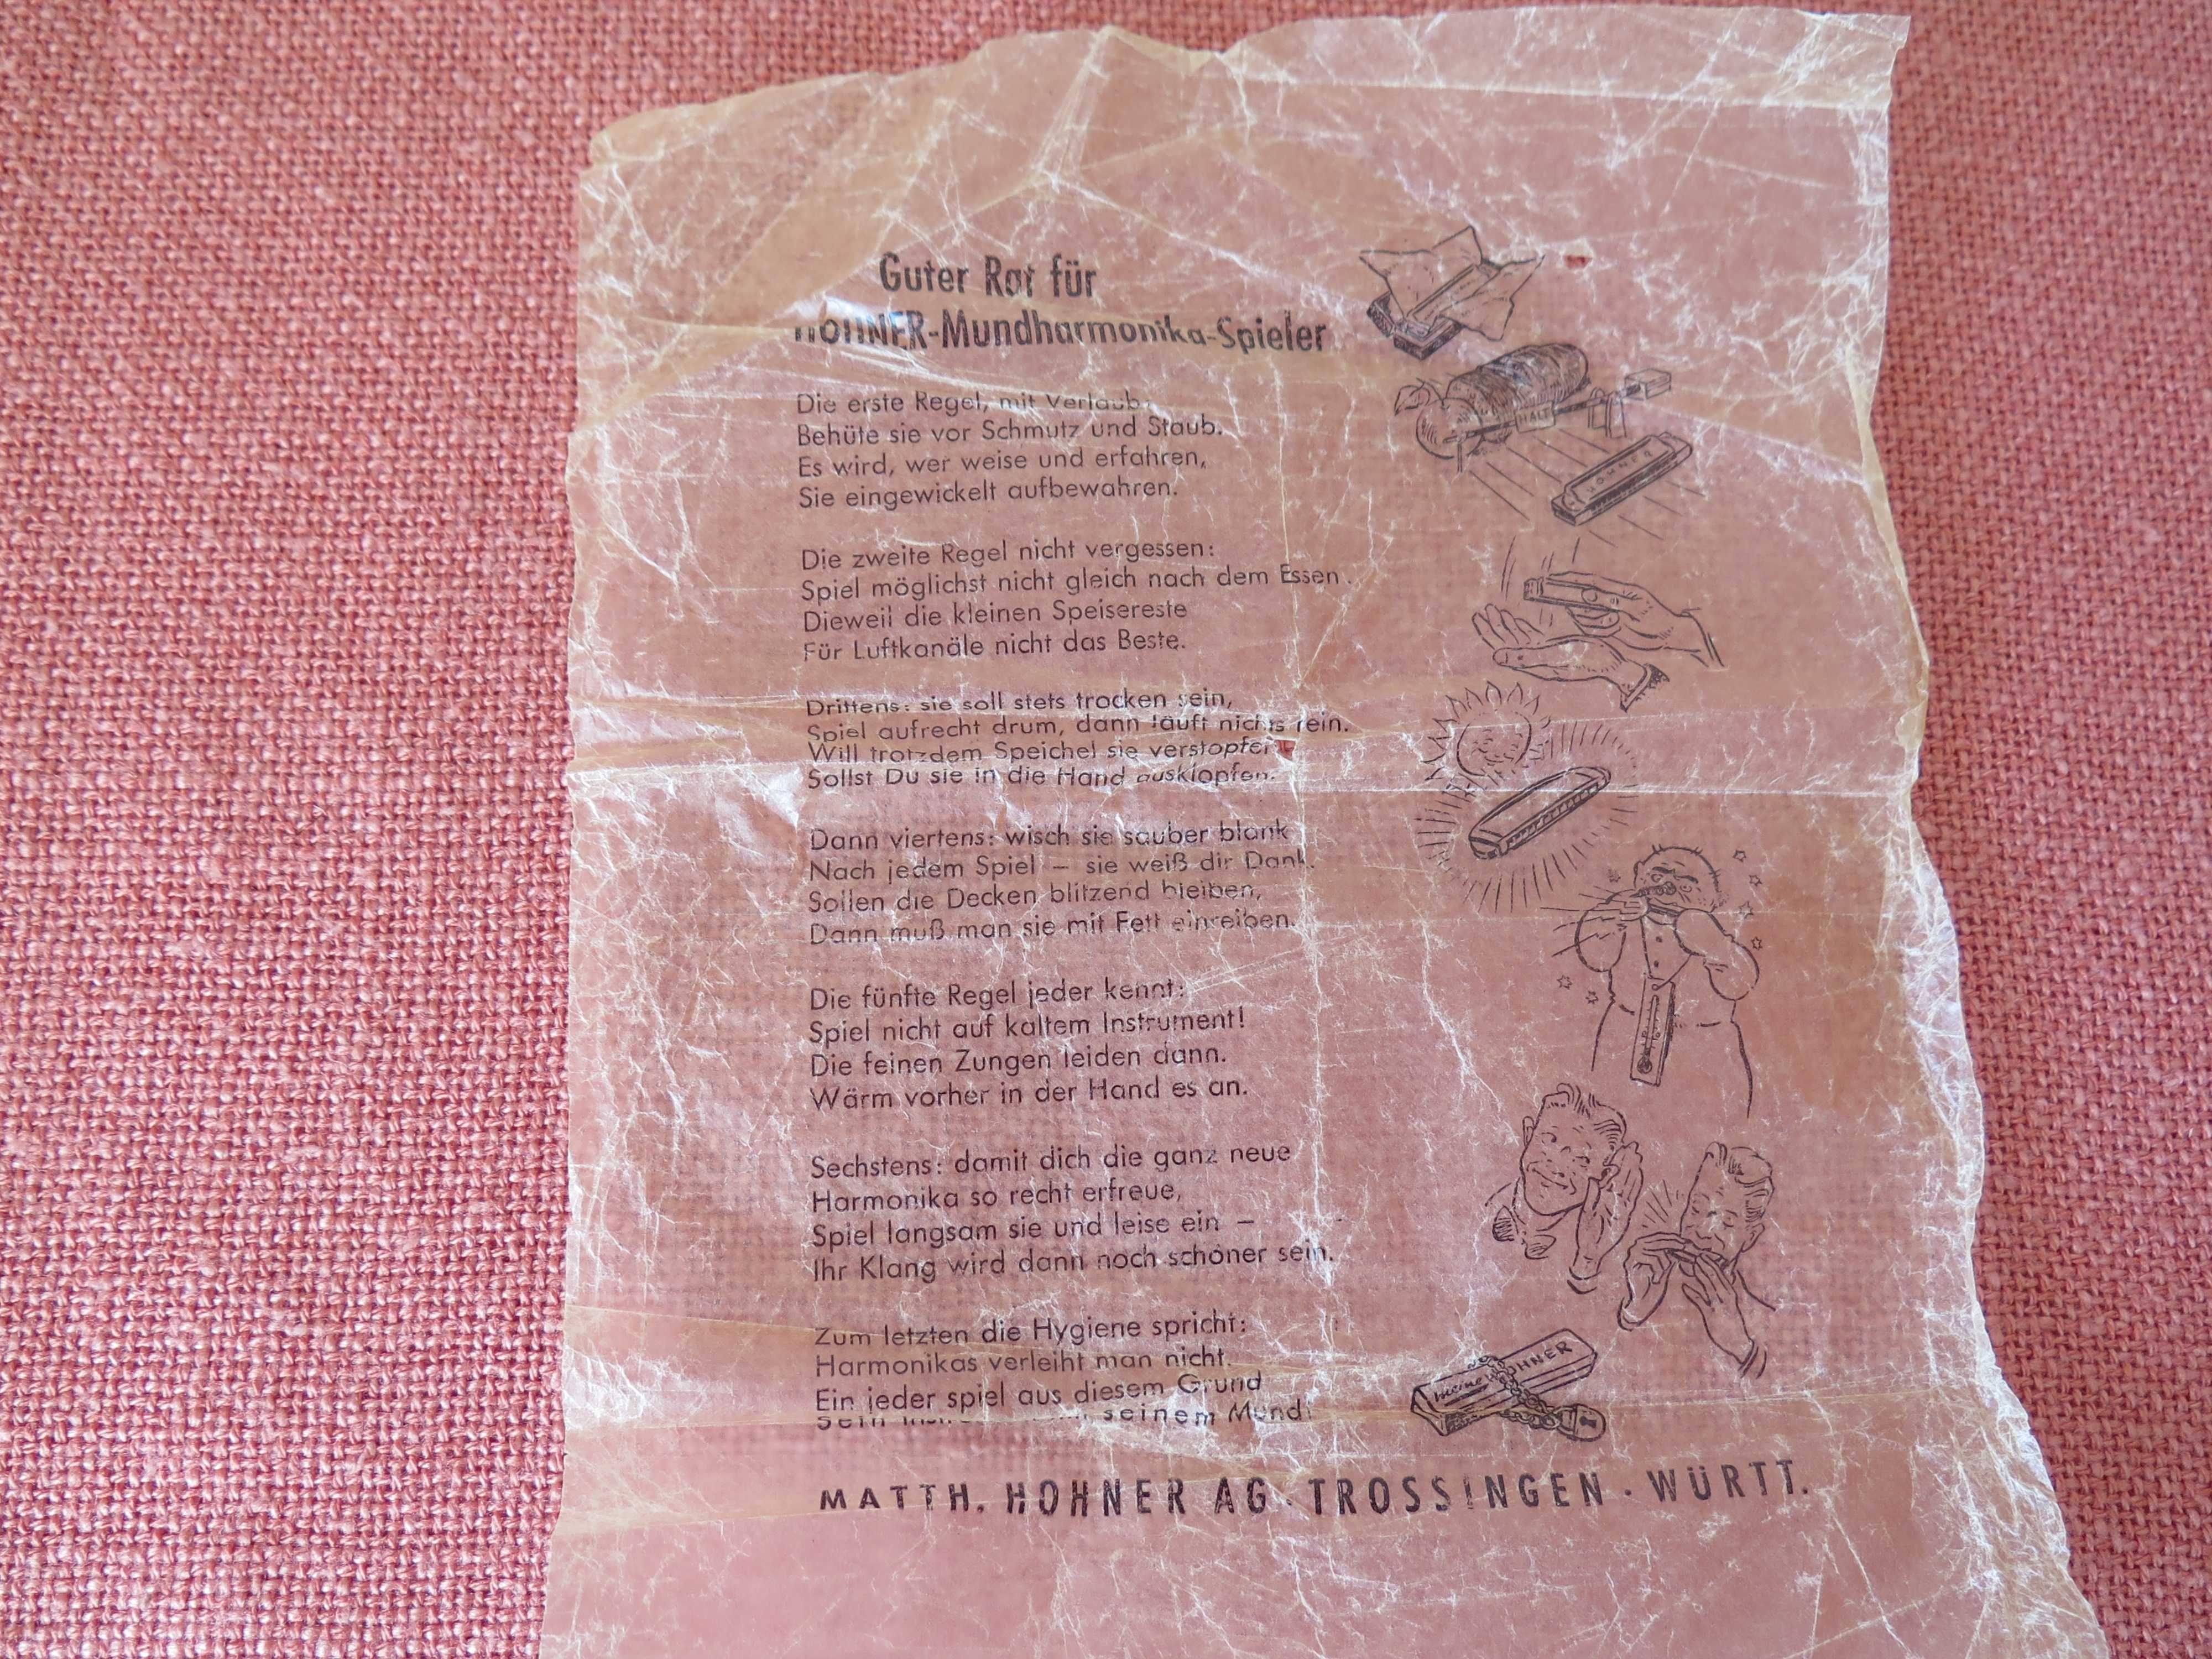 Guter Rat für
HOHNER-Mundharmonika-Spieler
Die erste Regel, mit Verlaub:
Behüte sie vor Schmutz und Staub.
Es wird, wer weise und erfahren,
Sie eingewickelt aufbewahren.
Die zweite Regel nicht vergessen:
Spiel möglichst nicht gleich nach dem Essen.
Dieweil die kleinen Speisereste
Für Luftkanäle nicht das Beste.
Drittens: sie soll stets trocken sein,
Spiel aufrecht drum, dann läuft nichts rein.
Will trotzdem Speichel sie verstopfen
Sollst Du sie in die Hand ausklopfen.
Dann viertens: wisch sie sauber blank
Nach jedem Spiel – sie weiß dir Dank.
Sollen die Decken blitzend bleiben,
Dann muß man sie mit Fett einreiben.
Die fünfte Regel jeder kennt:
Spiel nicht auf kaltem Instrument!
Die feinen Zungen leiden dann.
Wärm vorher in der Hand es an.
Sechstens: damit dich die ganz neue
Harmonika so recht erfreue,
Spiel langsam sie und leise ein –
Ihr Klang wird dann noch schöner sein.
Zum letzten die Hygiene spricht:
Harmonikas verleiht man nicht.
Ein jeder spiel aus diesem Grund
Sein seinem Mund!
MATTH. HOHNER AG · TROSSINGEN · WÜRTT.
HALT
HOHNER
meine HOHNER